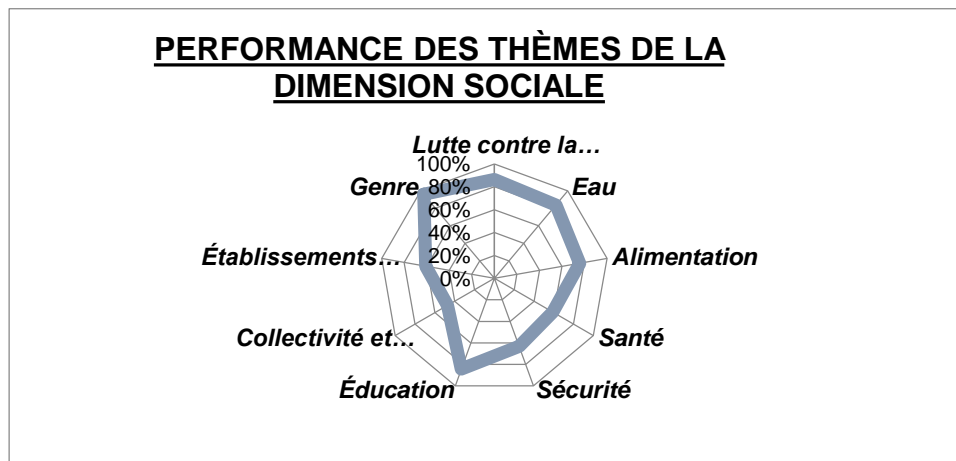 PERFORMANCE DES THÈMES DE LA
DIMENSION SOCIALE
Lutte contre la…
Eau
Alimentation
Santé
Sécurité
Éducation
Collectivité et…
Établissements…
Genre
100%
80%
60%
40%
20%
0%